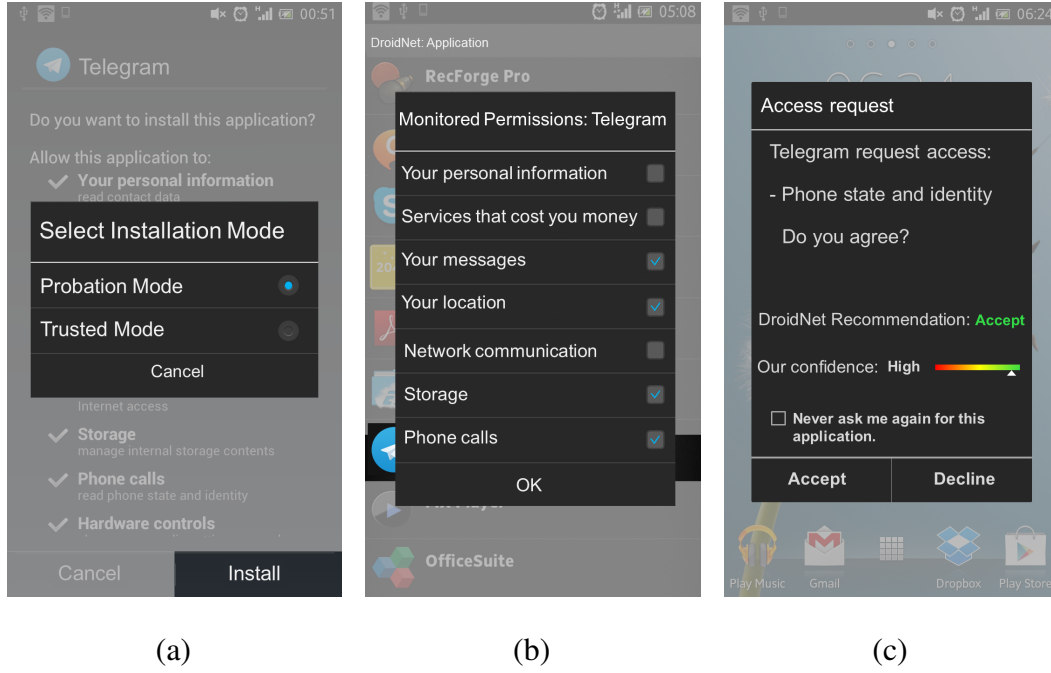 00:51
Telegram
Do you want to install this application?
Allow this application to:
Your personal information
read contact data
Select Installation Mode
Probation Mode
Trusted Mode
Cancel
Internet access
Storage
manage internal storage contents
Phone calls
read phone state and identity
Hardware controls
Cancel
Install
(a)
05:08
DroidNet: Application
RecForge Pro
Monitored Permissions: Telegram
Your personal information
Services that cost you money
Your messages
Your location
Network communication
Storage
Phone calls
OK
OfficeSuite
(b)
06:24
Access request
Telegram request access:
- Phone state and identity
Do you agree?
DroidNet Recommendation: Accept
Our confidence: High
Never ask me again for this
application.
Accept
Decline
Play Music
Gmail
Dropbox
Play Store
(c)